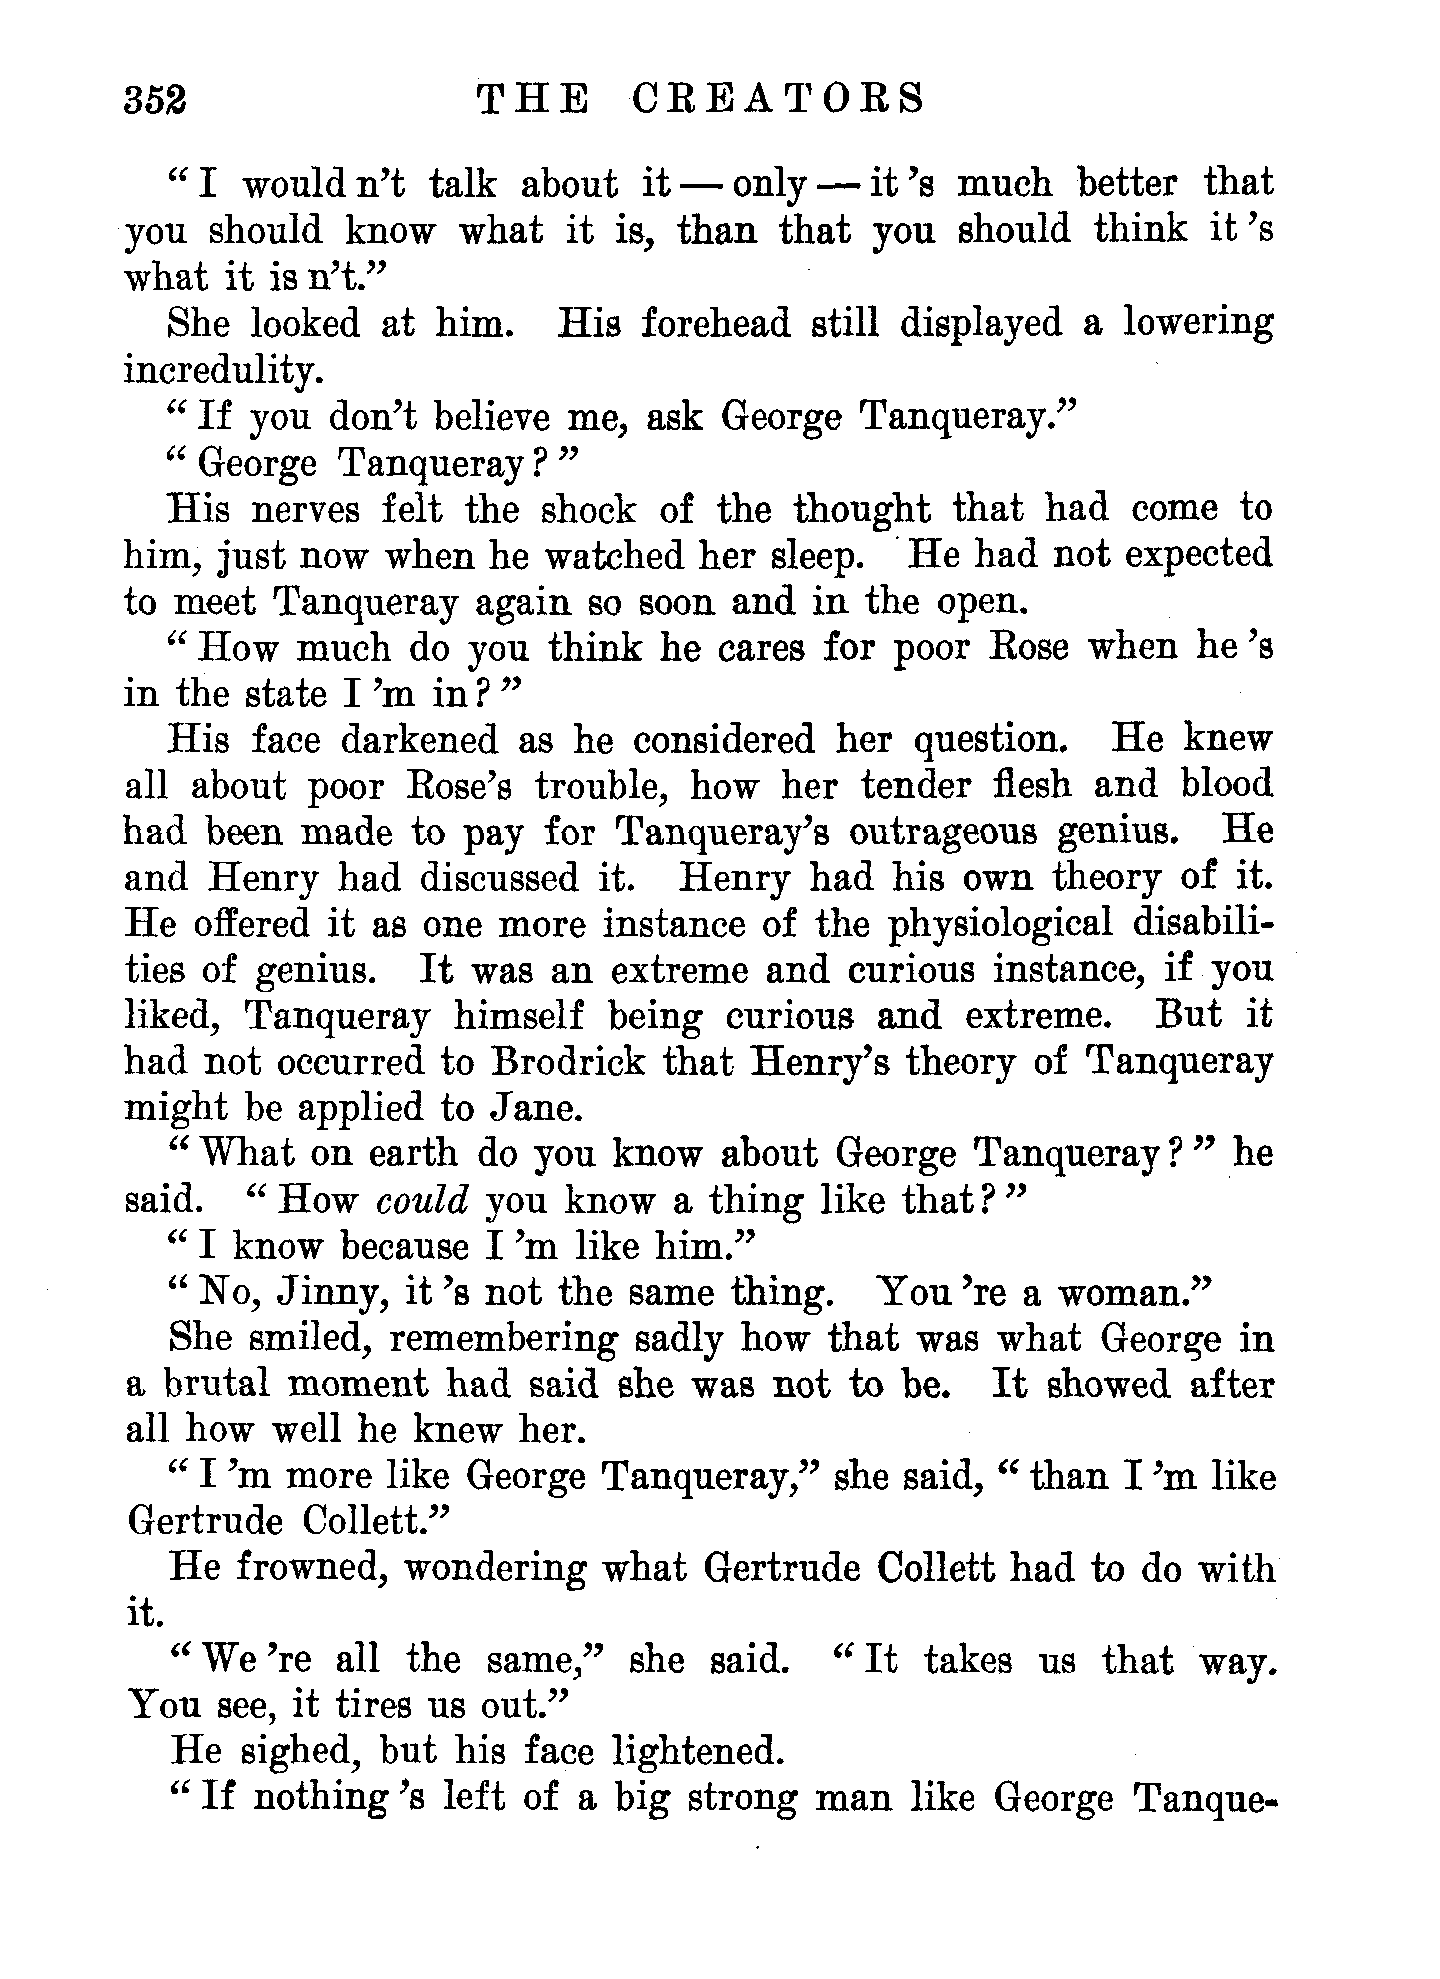 352 THE CREATORS
“ I would n’t talk about it — only — it ’s much better that
you should know what it is, than that you should think it ’s
what it is n’t.”
She looked at him. His forehead still displayed a lowering
incredulity.
“ If you don’t believe me, ask George Tanqueray.”
“ George Tanqueray ? ”
His nerves felt the shock of the thought that had come to
him, just now when he watched her sleep. He had not expected
to meet Tanqueray again so soon and in the open.
“ How much do you think he cares for poor Rose when he ’s
in the state I ’m in ? ”
His face darkened as he considered her question. He knew
all about poor Rose’s trouble, how her tender flesh and blood
had been made to pay for Tanqueray’s outrageous genius. He
and Henry had discussed it. Henry had his own theory of it.
He offered it as one more instance of the physiological disabili-
ties of genius. It was an extreme and curious instance, if you
liked, Tanqueray himself being curious and extreme. But it
had not occurred to Brodrick that Henry’s theory of Tanqueray
might be applied to Jane.
“ What on earth do you know about George Tanqueray ? ” he
said. “ How could you know a thing like that ? ”
“ I know because I ’m like him.”
“ No, Jinny, it ’s not the same thing. You ’re a woman.”
She smiled, remembering sadly how that was what George in
a brutal moment had said she was not to be. It showed after
all how well he knew her.
“ I ’m more like George Tanqueray,” she said, “ than I ’m like
Gertrude Collett.”
He frowned, wondering what Gertrude Collett had to do with
it.
“ We ’re all the same,” she said. “ It takes us that way.
You see, it tires us out.”
He sighed, but his face lightened.
“ If nothing ’s left of a big strong man like George Tanque-